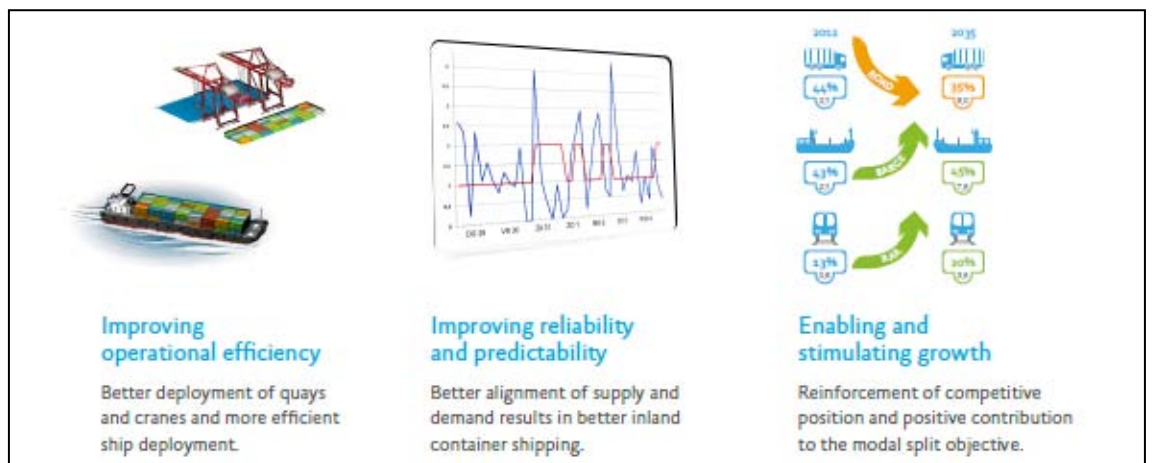 2012
2035
ROAD
44%
35%
BARGE
43%
45%
RAIL
13%
20%
Improving
operational efficiency
Better deployment of quays
and cranes and more efficient
ship deployment.
Improving reliability
and predictability
Better alignment of supply and
demand results in better inland
container shipping.
Enabling and
stimulating growth
Reinforcement of competitive
position and positive contribution
to the modal split objective.